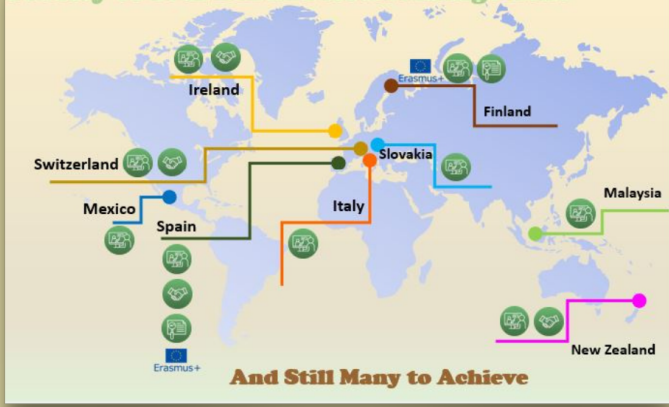 Ireland
Erasmus+
Finland
Switzerland
Slovakia
Malaysia
Mexico
Italy
Spain
New Zealand
Erasmus+
And Still Many to Achieve